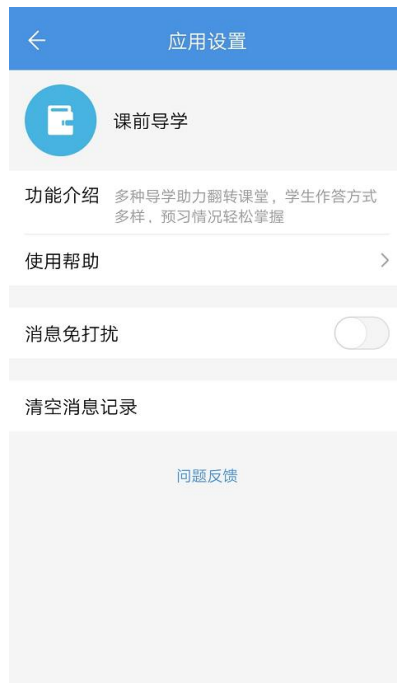 应用设置
课前导学
功能介绍 多种导学助力翻转课堂，学生作答方式
多样，预习情况轻松掌握
使用帮助
消息免打扰
清空消息记录
问题反馈